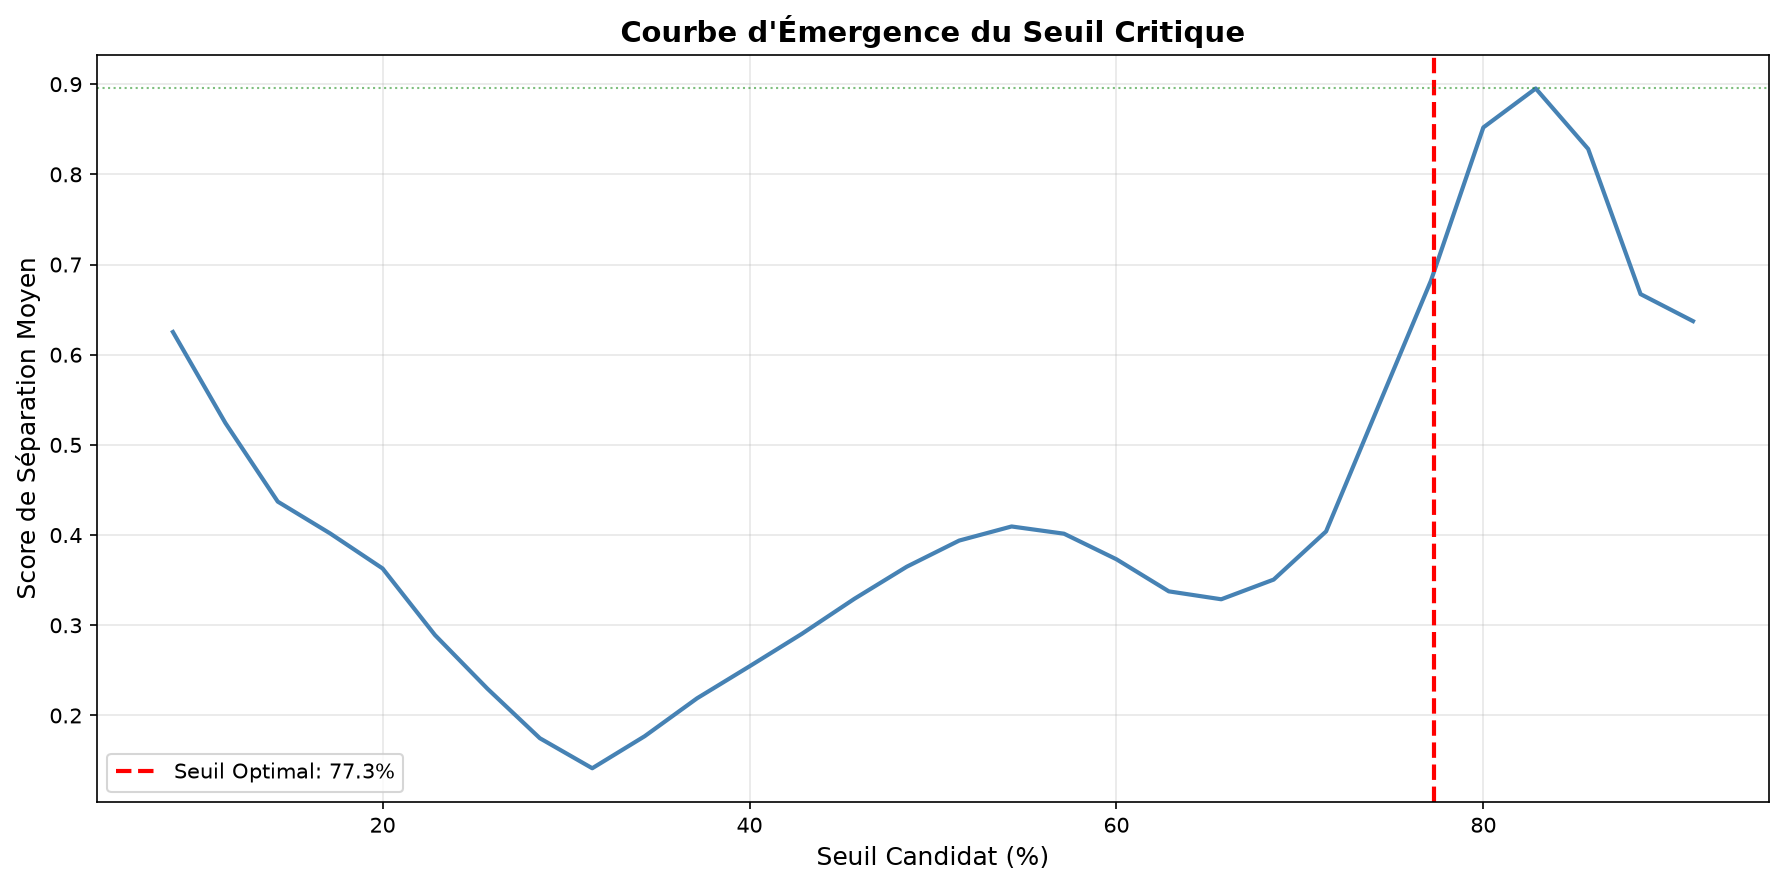 Courbe d'Émergence du Seuil Critique
Score de Séparation Moyen
0.9
0.8
0.7
0.6
0.5
0.4
0.3
0.2
Seuil Optimal: 77.3%
20 40 60 80
Seuil Candidat (%)